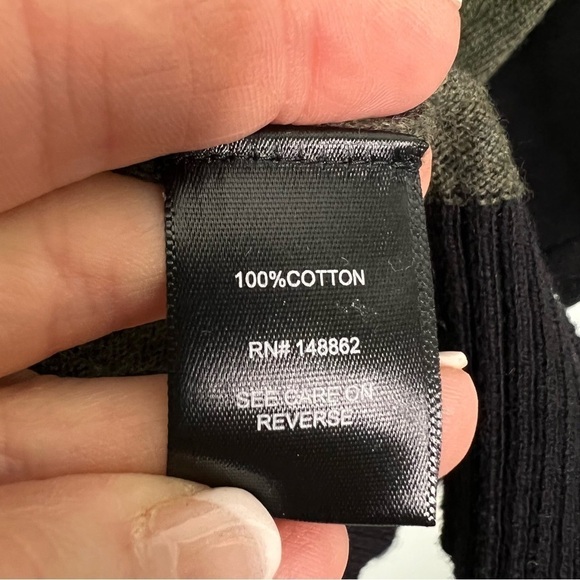 100%COTTON
RN# 148862
SEE CARE ON
REVERSE